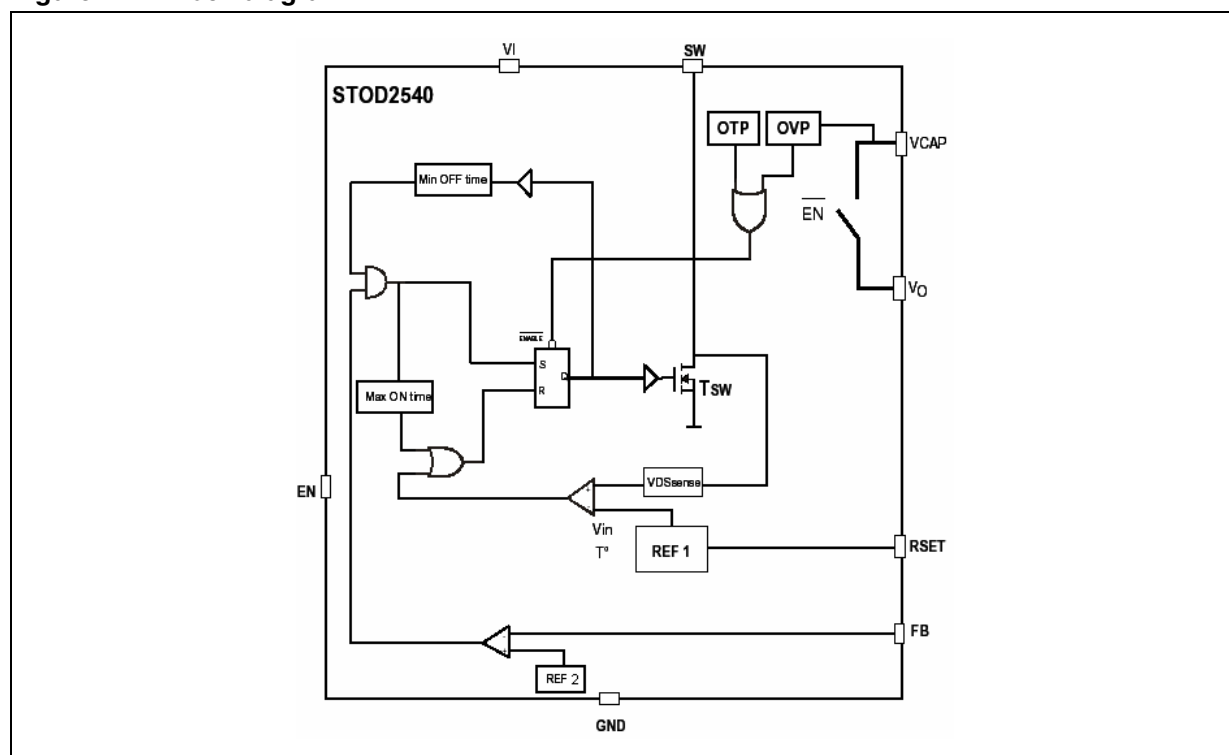 VI
SW
STOD2540
OTP
OVP
VCAP
Min OFF time
EN
VO
ENABLE
S
R
Q
TSW
Max ON time
EN
VDSsense
Vin
T°
REF 1
RSET
FB
REF 2
GND